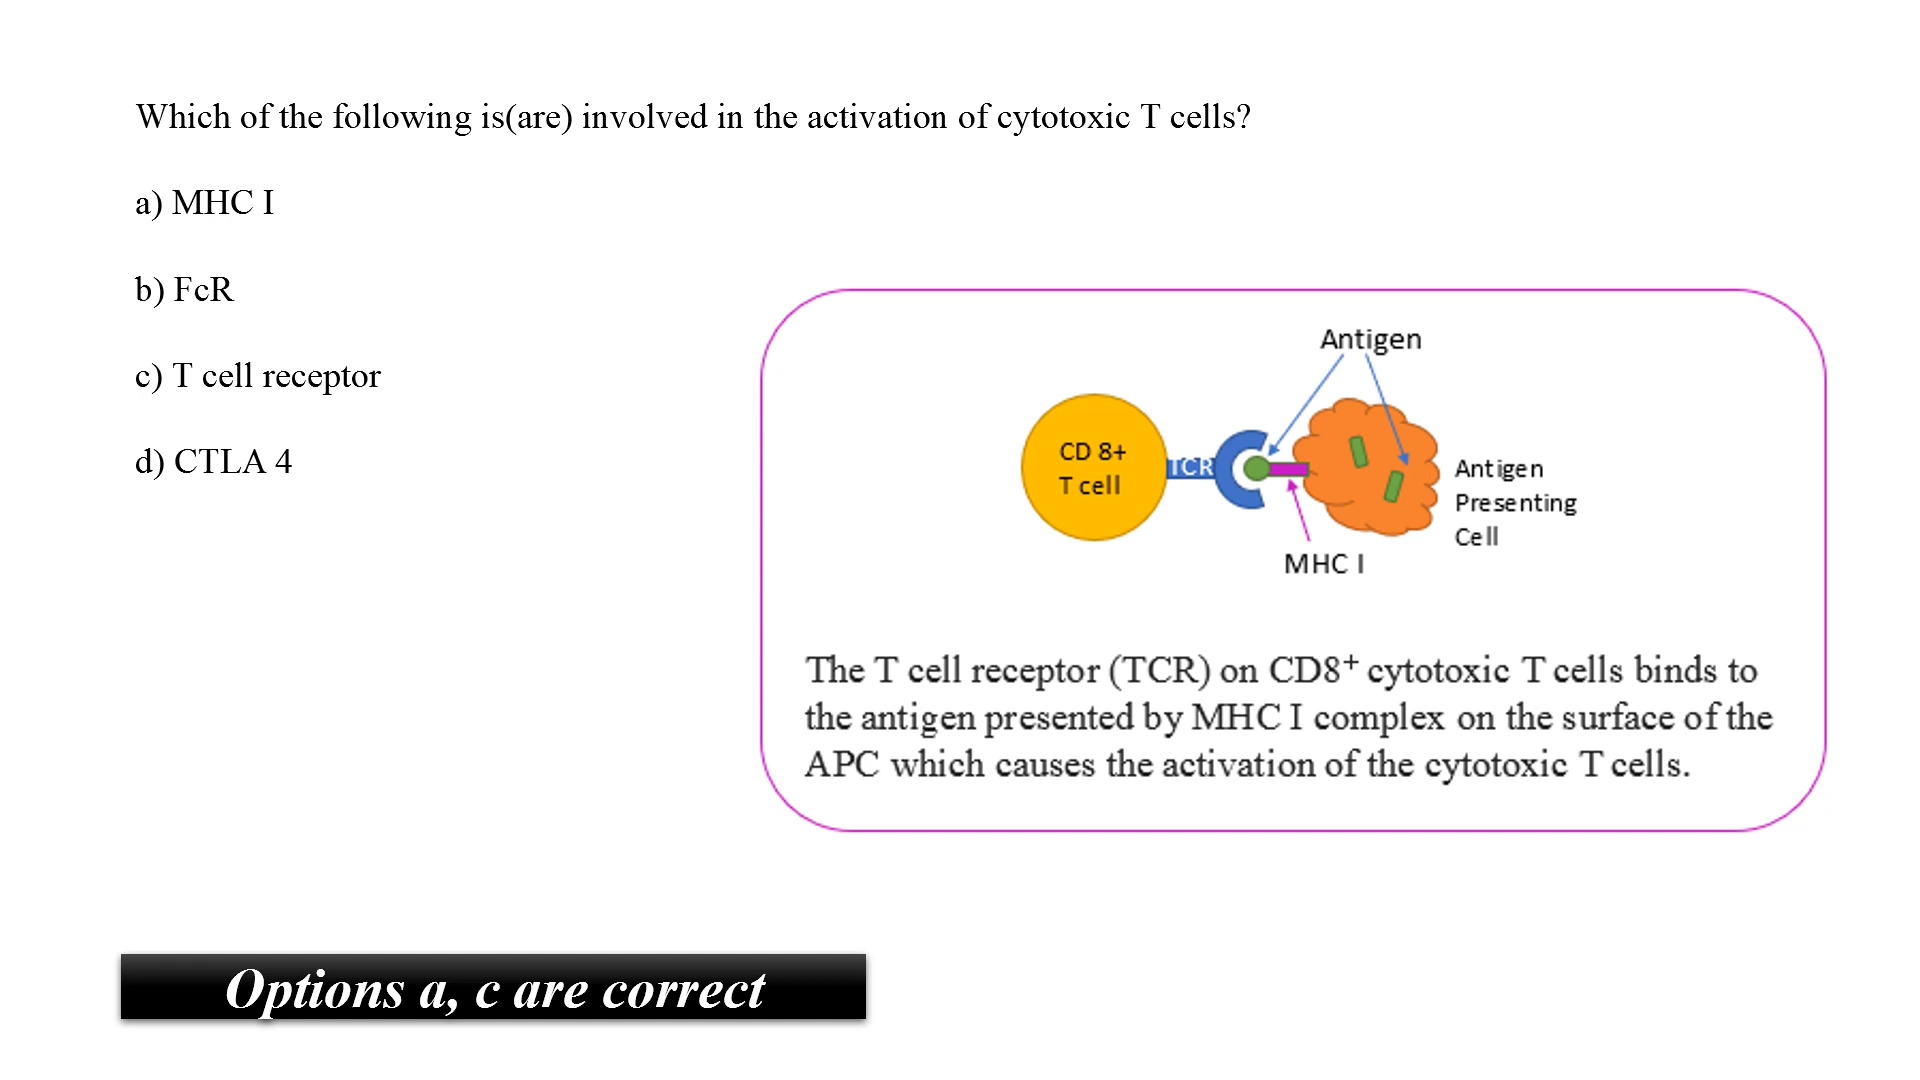 Which of the following is(are) involved in the activation of cytotoxic T cells?
a) MHC I
b) FcR
c) T cell receptor
d) CTLA 4
Antigen
CD 8+
T cell
TCR
Antigen
Presenting
Cell
MHC I
The T cell receptor (TCR) on CD8⁺ cytotoxic T cells binds to
the antigen presented by MHC I complex on the surface of the
APC which causes the activation of the cytotoxic T cells.
Options a, c are correct